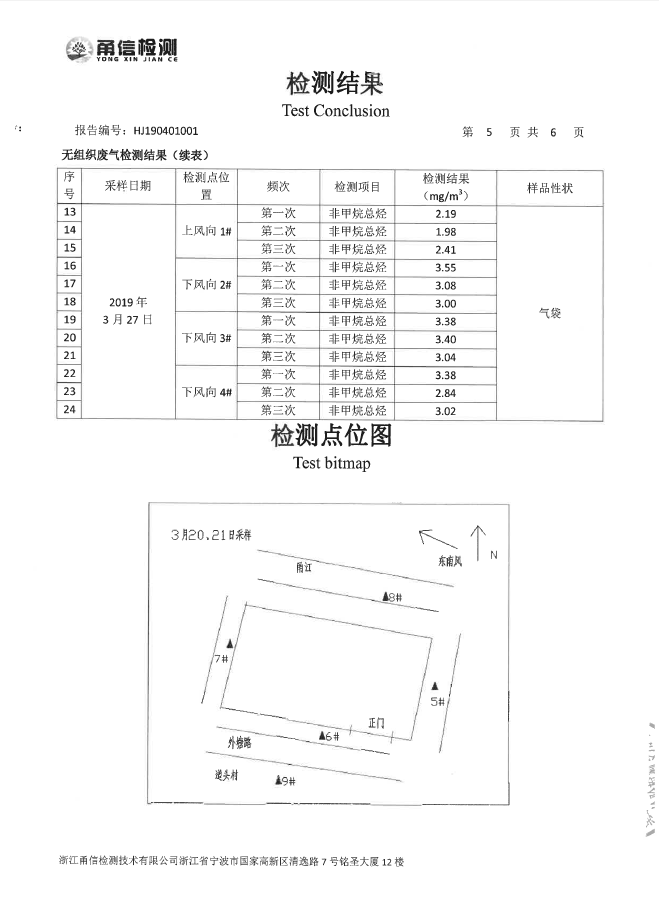 甬信检测
YONG XIN JIAN CE
检测结果
Test Conclusion
报告编号：HJ190401001 第 5 页 共 6 页
无组织废气检测结果（续表）
序号 采样日期 检测点位置 频次 检测项目 检测结果（mg/m³） 样品性状
13 2019 年 3 月 27 日 上风向 1# 第一次 非甲烷总烃 2.19 气袋
14 第二次 非甲烷总烃 1.98
15 第三次 非甲烷总烃 2.41
16 下风向 2# 第一次 非甲烷总烃 3.55
17 第二次 非甲烷总烃 3.08
18 第三次 非甲烷总烃 3.00
19 下风向 3# 第一次 非甲烷总烃 3.38
20 第二次 非甲烷总烃 3.40
21 第三次 非甲烷总烃 3.04
22 下风向 4# 第一次 非甲烷总烃 3.38
23 第二次 非甲烷总烃 2.84
24 第三次 非甲烷总烃 3.02
检测点位图
Test bitmap
3月20,21日采样
东南风
N
甬江
▲8#
▲7#
▲5#
正门
▲6#
外漕路
▲9#
浙江甬信检测技术有限公司浙江省宁波市国家高新区清逸路 7 号铭圣大厦 12 楼